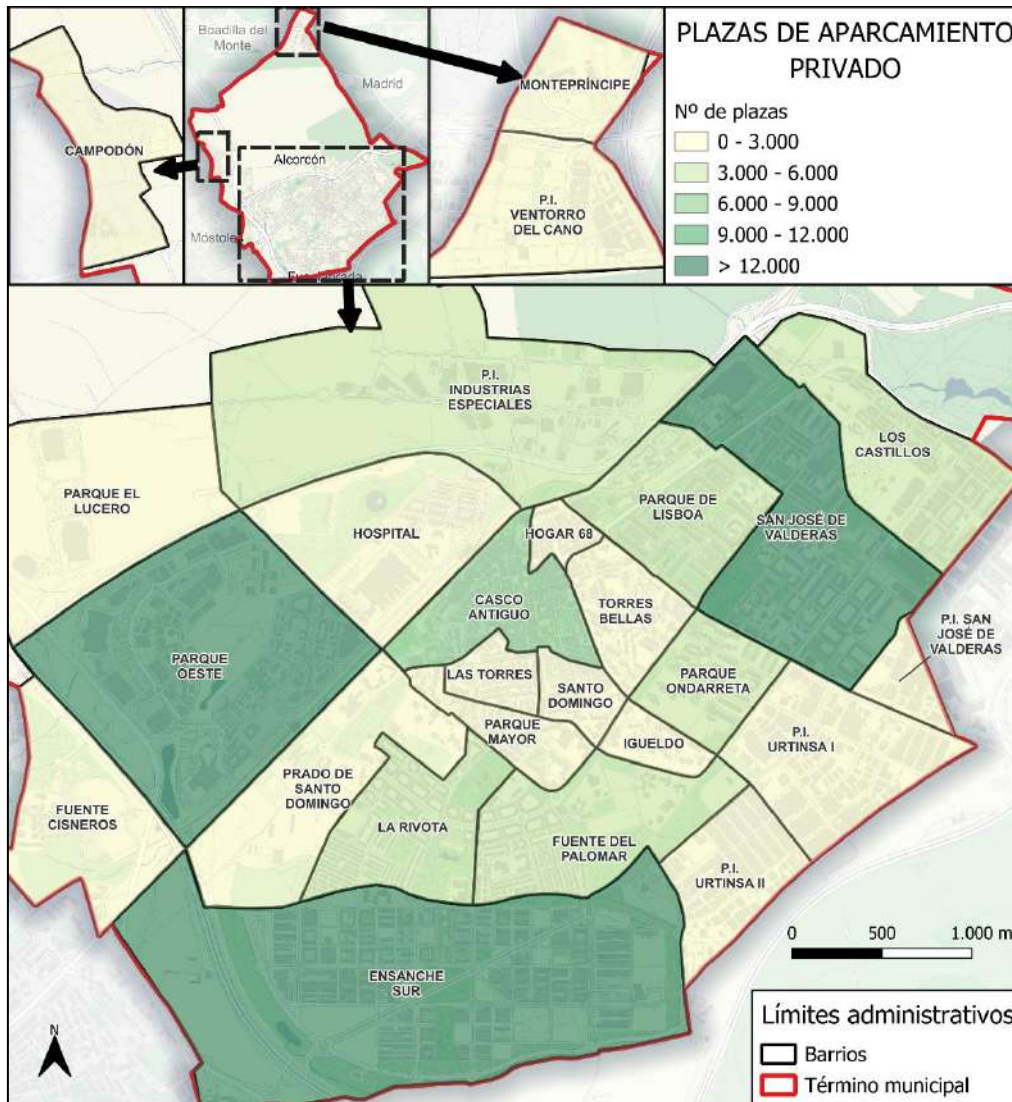 Boadilla del
Monte
Madrid
Alcorcón
Móstoles
CAMPODÓN
MONTEPRÍNCIPE
P.I.
VENTORRO
DEL CANO
PLAZAS DE APARCAMIENTO
PRIVADO
Nº de plazas
0 - 3.000
3.000 - 6.000
6.000 - 9.000
9.000 - 12.000
> 12.000
P.I.
INDUSTRIAS
ESPECIALES
LOS
CASTILLOS
PARQUE EL
LUCERO
PARQUE DE
LISBOA
SAN JOSÉ DE
VALDERAS
HOSPITAL
HOGAR 68
CASCO
ANTIGUO
TORRES
BELLAS
P.I. SAN
JOSÉ DE
VALDERAS
PARQUE
OESTE
LAS TORRES
SANTO
DOMINGO
PARQUE
ONDARRETA
PARQUE
MAYOR
IGUELDO
P.I.
URTINSA I
PRADO DE
SANTO
DOMINGO
FUENTE
CISNEROS
LA RIVOTA
FUENTE DEL
PALOMAR
P.I.
URTINSA II
ENSANCHE
SUR
0 500 1.000 m
N
Límites administrativos
Barrios
Término municipal